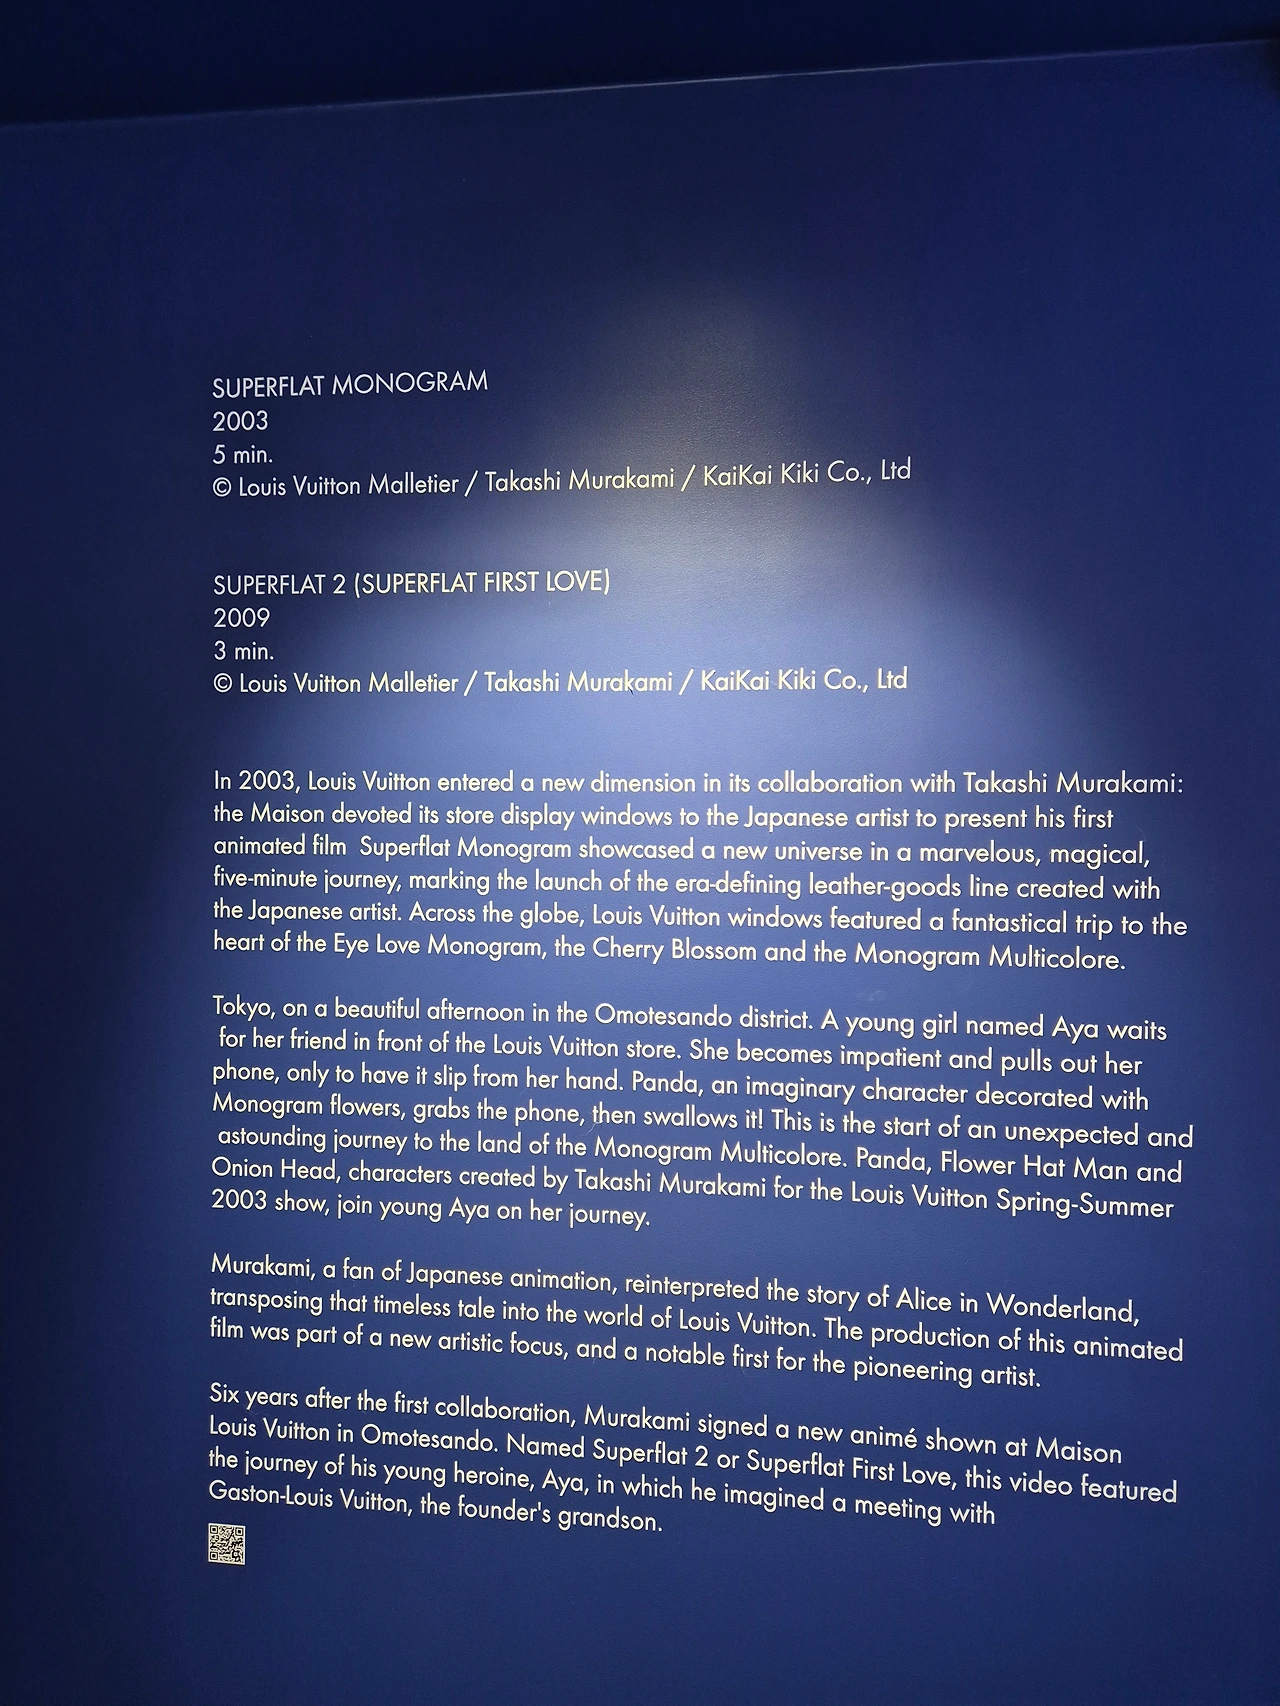 SUPERFLAT MONOGRAM
2003
5 min.
© Louis Vuitton Malletier / Takashi Murakami / KaiKai Kiki Co., Ltd
SUPERFLAT 2 (SUPERFLAT FIRST LOVE)
2009
3 min.
© Louis Vuitton Malletier / Takashi Murakami / KaiKai Kiki Co., Ltd
In 2003, Louis Vuitton entered a new dimension in its collaboration with Takashi Murakami:
the Maison devoted its store display windows to the Japanese artist to present his first
animated film  Superflat Monogram showcased a new universe in a marvelous, magical,
five-minute journey, marking the launch of the era-defining leather-goods line created with
the Japanese artist. Across the globe, Louis Vuitton windows featured a fantastical trip to the
heart of the Eye Love Monogram, the Cherry Blossom and the Monogram Multicolore.
Tokyo, on a beautiful afternoon in the Omotesando district. A young girl named Aya waits
for her friend in front of the Louis Vuitton store. She becomes impatient and pulls out her
phone, only to have it slip from her hand. Panda, an imaginary character decorated with
Monogram flowers, grabs the phone, then swallows it! This is the start of an unexpected and
astounding journey to the land of the Monogram Multicolore. Panda, Flower Hat Man and
Onion Head, characters created by Takashi Murakami for the Louis Vuitton Spring-Summer
2003 show, join young Aya on her journey.
Murakami, a fan of Japanese animation, reinterpreted the story of Alice in Wonderland,
transposing that timeless tale into the world of Louis Vuitton. The production of this animated
film was part of a new artistic focus, and a notable first for the pioneering artist.
Six years after the first collaboration, Murakami signed a new animé shown at Maison
Louis Vuitton in Omotesando. Named Superflat 2 or Superflat First Love, this video featured
the journey of his young heroine, Aya, in which he imagined a meeting with
Gaston-Louis Vuitton, the founder's grandson.